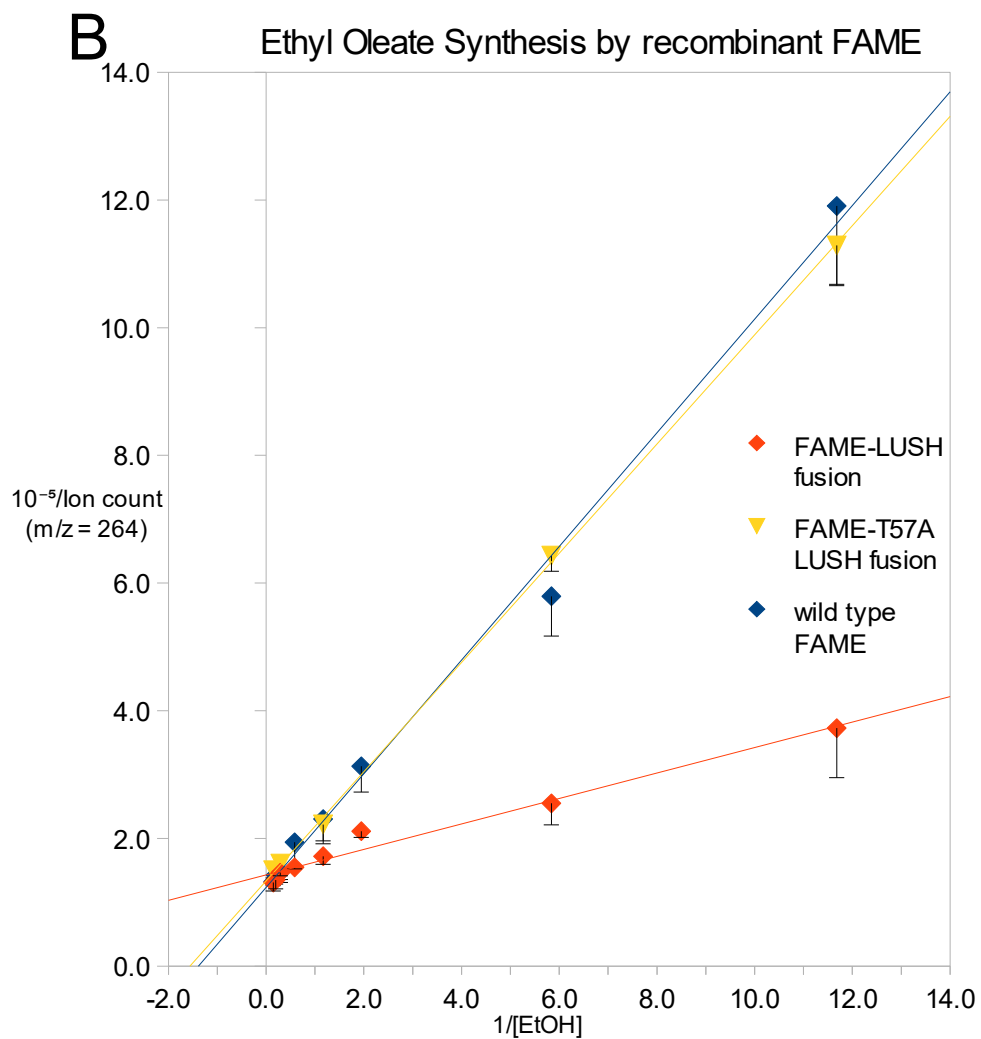 B
Ethyl Oleate Synthesis by recombinant FAME
14.0
12.0
10.0
8.0
6.0
4.0
2.0
0.0
10⁻⁵/Ion count
(m/z = 264)
FAME-LUSH
fusion
FAME-T57A
LUSH fusion
wild type
FAME
-2.0 0.0 2.0 4.0 6.0 8.0 10.0 12.0 14.0
1/[EtOH]